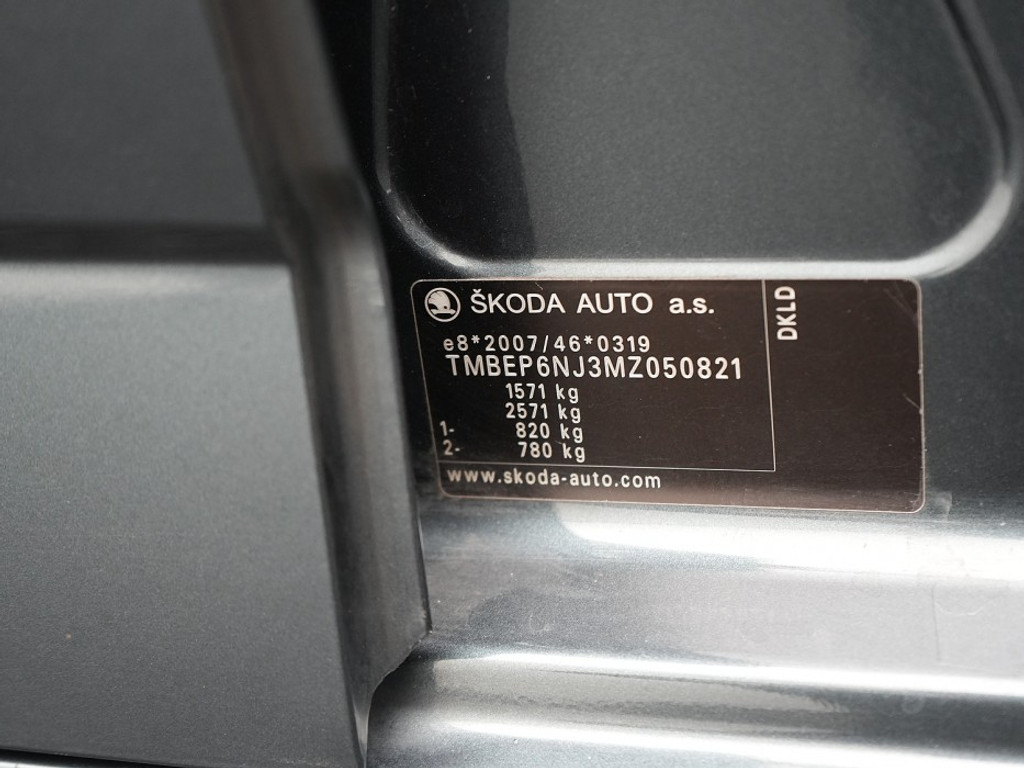 ŠKODA AUTO a.s.
DKLD
e8*2007/46*0319
TMBEP6NJ3MZ050821
1571 kg
2571 kg
1- 820 kg
2- 780 kg
www.skoda-auto.com